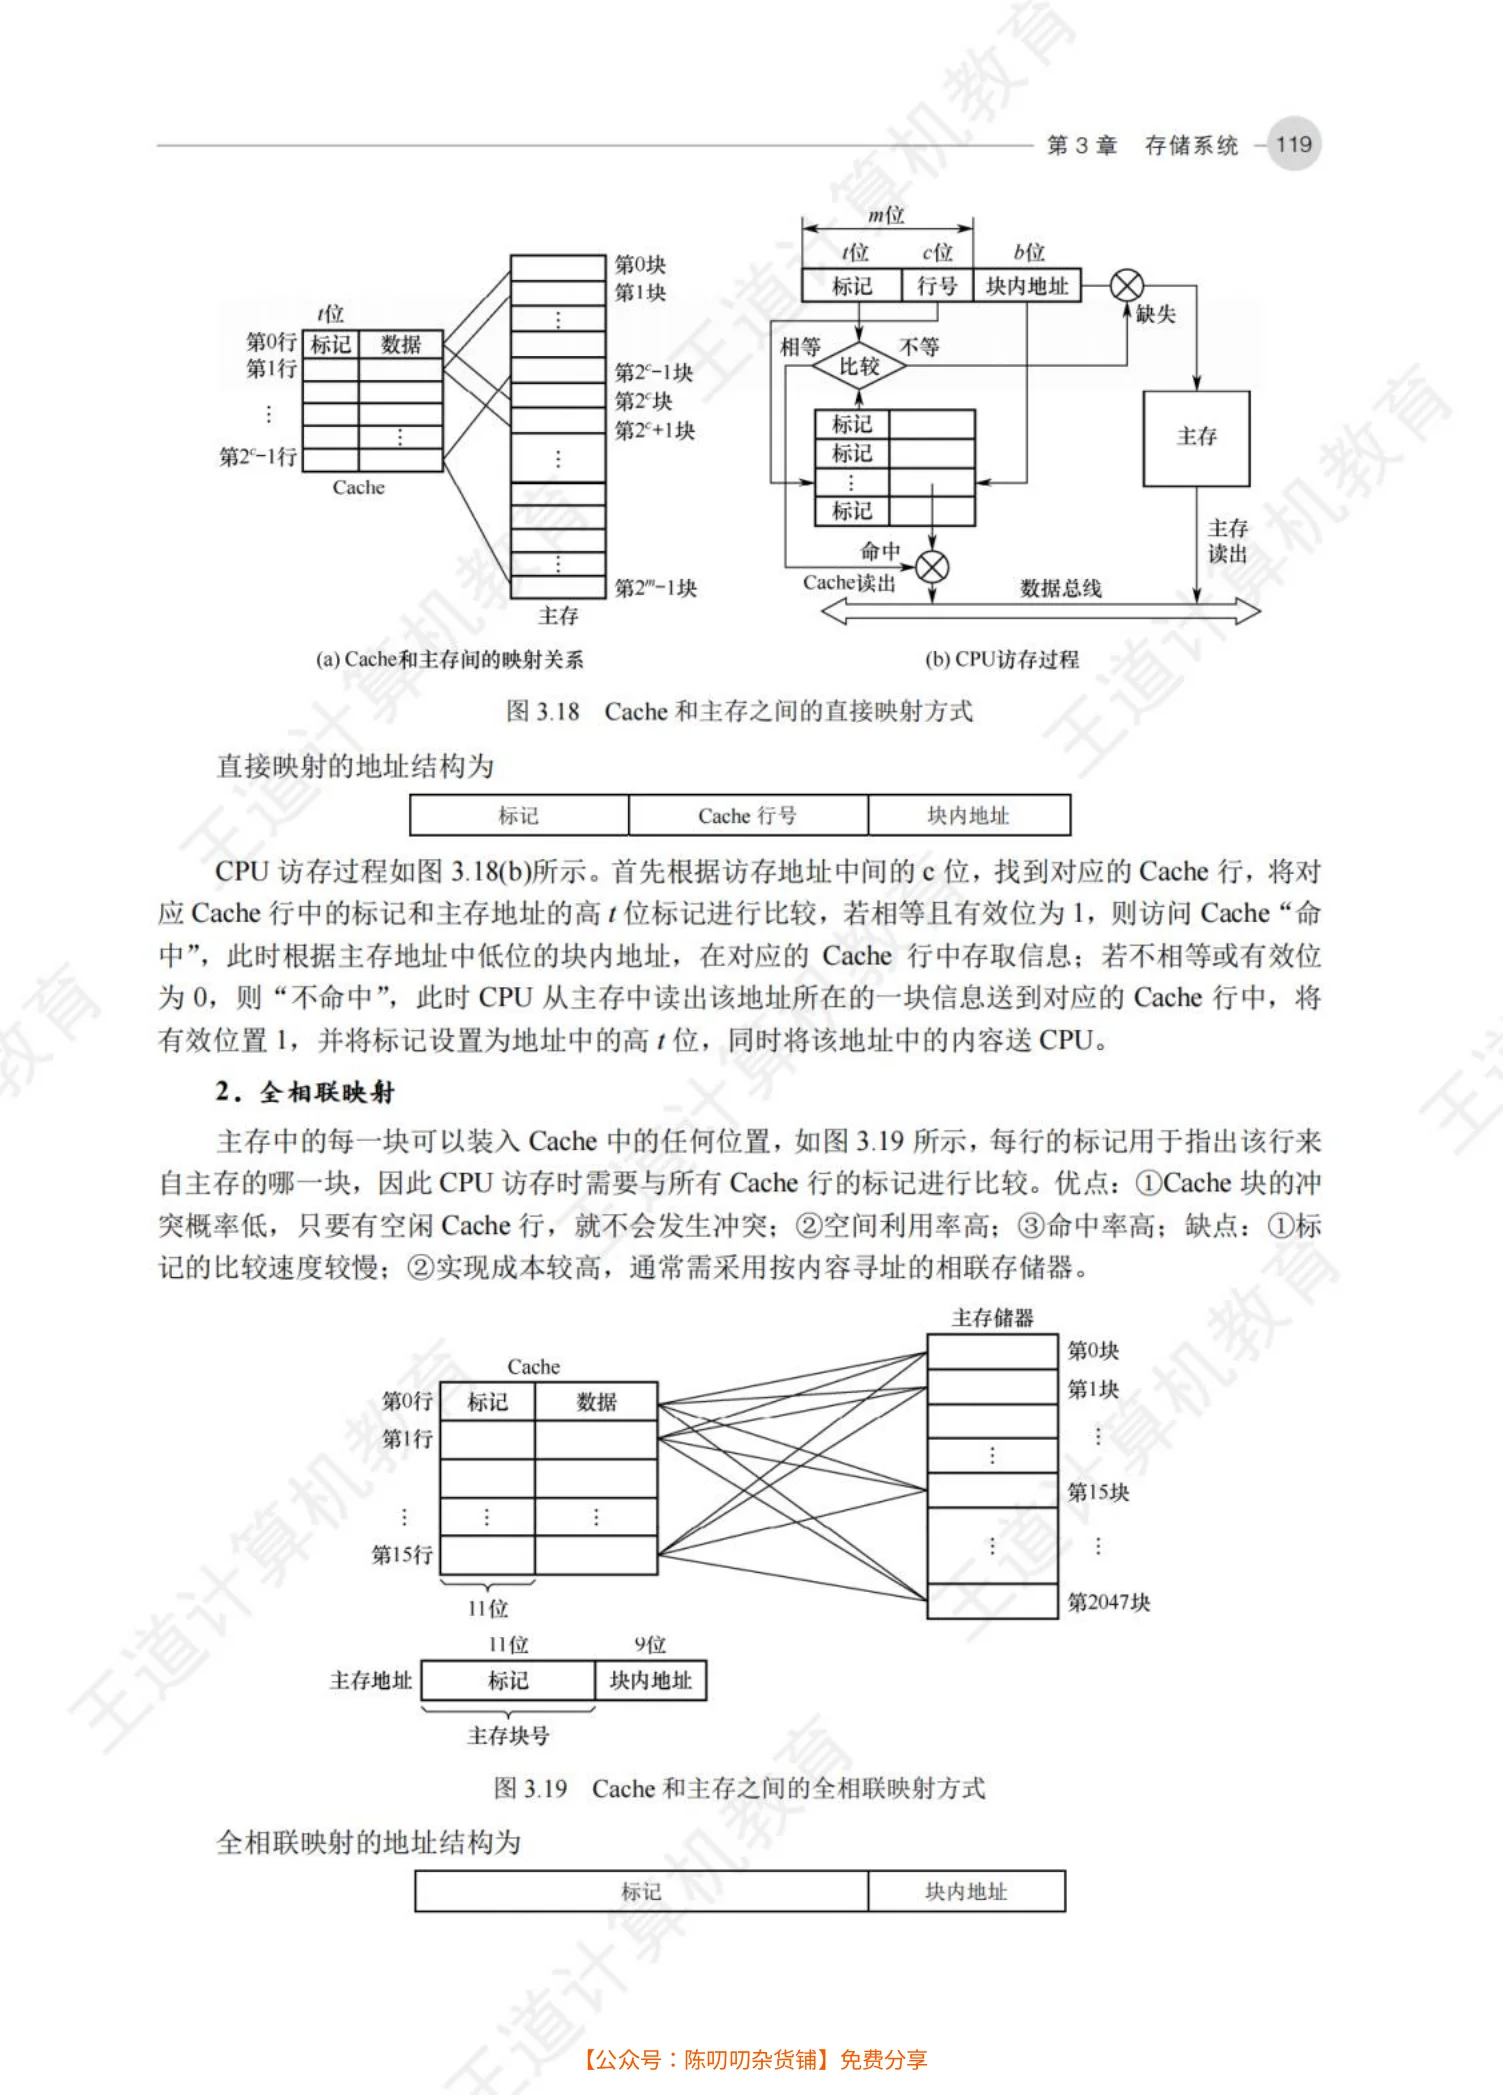 第 3 章 存储系统 119
m位
t位 c位 b位
标记 行号 块内地址
缺失
相等 比较 不等
标记
标记
⋮
标记
主存
命中
Cache读出
主存
读出
数据总线
(b) CPU访存过程
t位
第0行 标记 数据
第1行
⋮
⋮
第2ᶜ−1行
Cache
第0块
第1块
⋮
第2ᶜ−1块
第2ᶜ块
第2ᶜ+1块
⋮
⋮
第2ᵐ−1块
主存
(a) Cache和主存间的映射关系
图 3.18 Cache 和主存之间的直接映射方式
直接映射的地址结构为
标记 Cache 行号 块内地址
CPU 访存过程如图 3.18(b)所示。首先根据访存地址中间的 c 位，找到对应的 Cache 行，将对
应 Cache 行中的标记和主存地址的高 t 位标记进行比较，若相等且有效位为 1，则访问 Cache“命
中”，此时根据主存地址中低位的块内地址，在对应的 Cache 行中存取信息；若不相等或有效位
为 0，则“不命中”，此时 CPU 从主存中读出该地址所在的一块信息送到对应的 Cache 行中，将
有效位置 1，并将标记设置为地址中的高 t 位，同时将该地址中的内容送 CPU。
2．全相联映射
主存中的每一块可以装入 Cache 中的任何位置，如图 3.19 所示，每行的标记用于指出该行来
自主存的哪一块，因此 CPU 访存时需要与所有 Cache 行的标记进行比较。优点：①Cache 块的冲
突概率低，只要有空闲 Cache 行，就不会发生冲突；②空间利用率高；③命中率高；缺点：①标
记的比较速度较慢；②实现成本较高，通常需采用按内容寻址的相联存储器。
Cache
第0行 标记 数据
第1行
⋮ ⋮ ⋮
第15行
11位
主存储器
第0块
第1块
⋮ ⋮
第15块
⋮ ⋮
第2047块
11位 9位
主存地址 标记 块内地址
主存块号
图 3.19 Cache 和主存之间的全相联映射方式
全相联映射的地址结构为
标记 块内地址
王道计算机教育
【公众号：陈叨叨杂货铺】免费分享